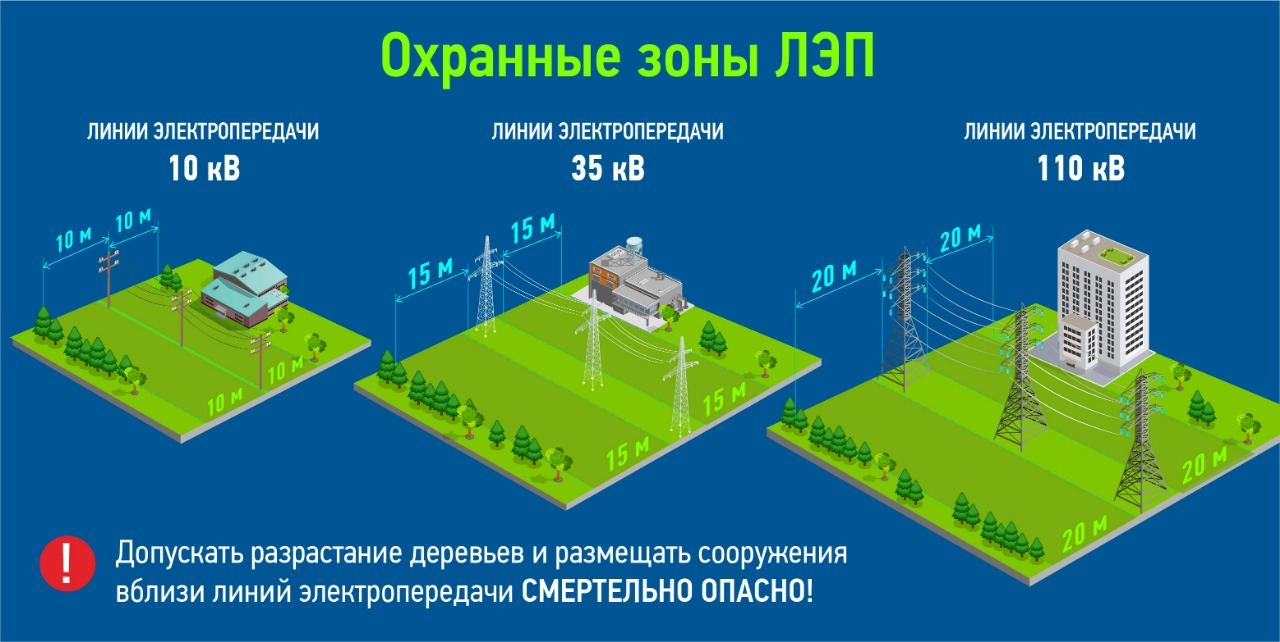 Охранные зоны ЛЭП
ЛИНИИ ЭЛЕКТРОПЕРЕДАЧИ
10 кВ
ЛИНИИ ЭЛЕКТРОПЕРЕДАЧИ
35 кВ
ЛИНИИ ЭЛЕКТРОПЕРЕДАЧИ
110 кВ
10 м
10 м
10 м
10 м
15 м
15 м
15 м
15 м
20 м
20 м
20 м
20 м
! Допускать разрастание деревьев и размещать сооружения
вблизи линий электропередачи СМЕРТЕЛЬНО ОПАСНО!